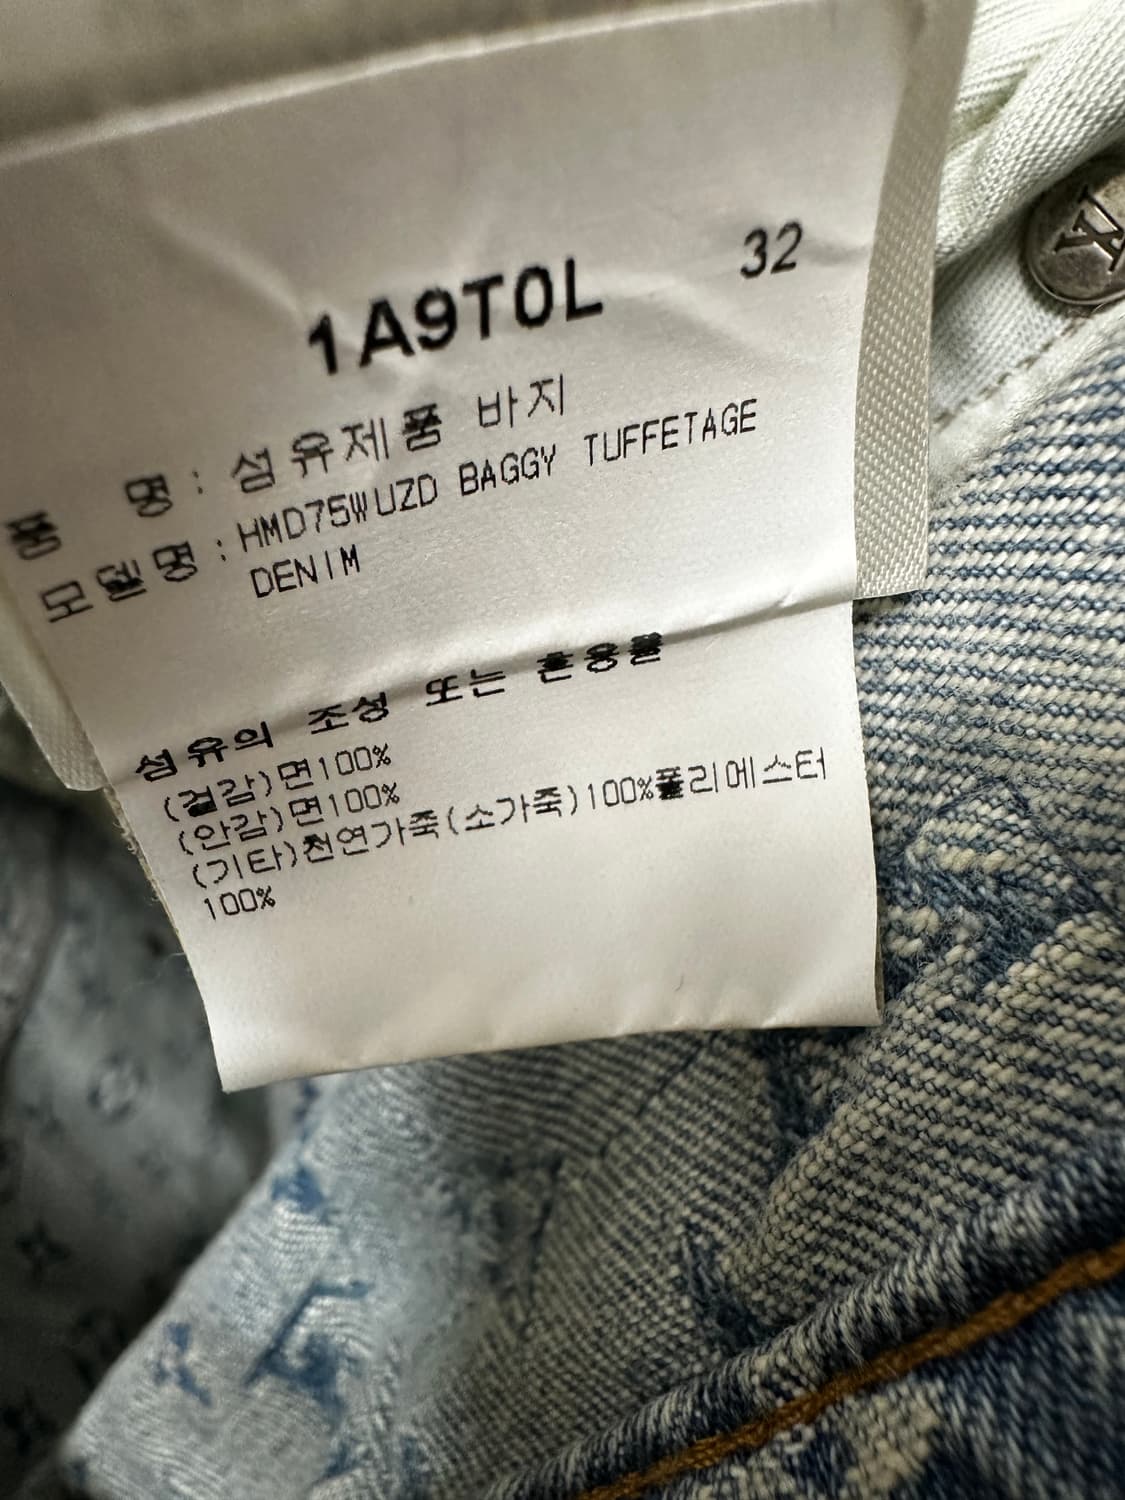 1A9T0L 32
품 명 : 섬유제품 바지
모델명 : HMD75WUZD BAGGY TUFFETAGE
DENIM
섬유의 조성 또는 혼용률
(겉감)면100%
(안감)면100%
(기타)천연가죽(소가죽)100%폴리에스터
100%
LV